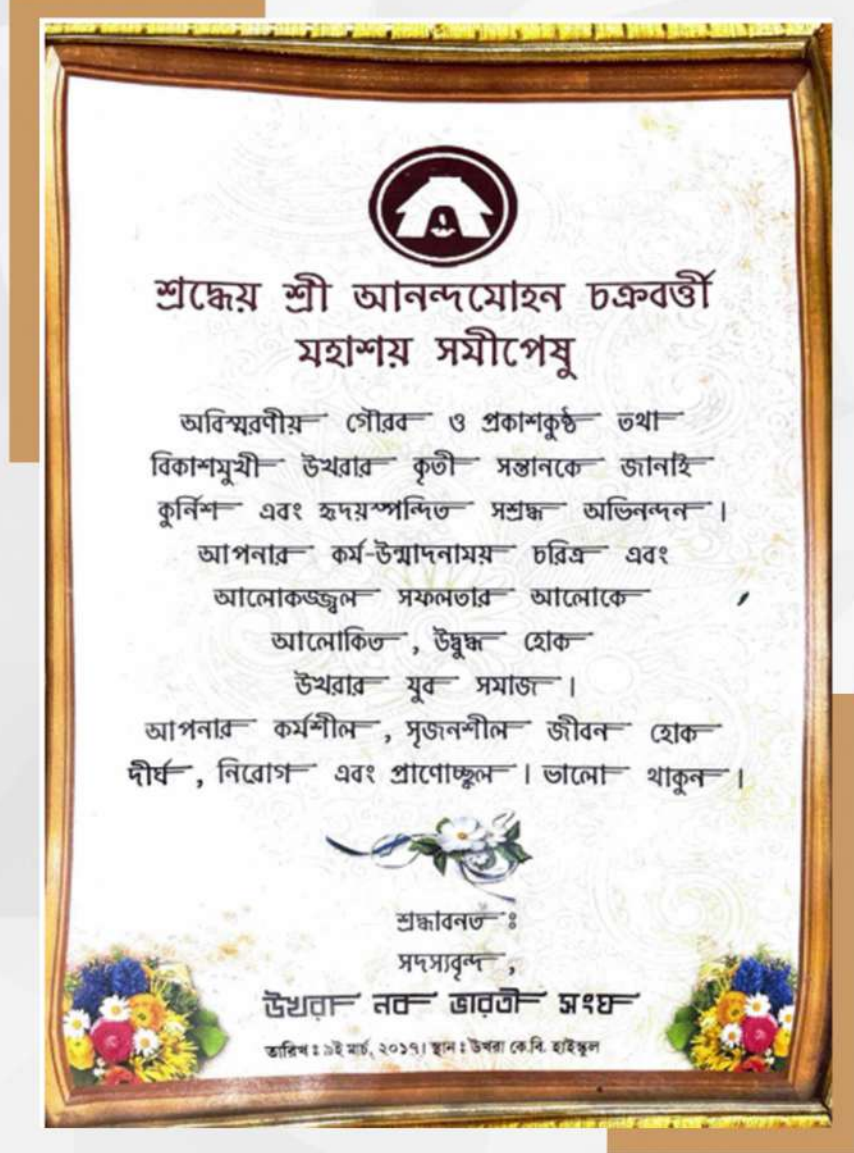 শ্রদ্ধেয় শ্রী আনন্দমোহন চক্রবর্ত্তী
মহাশয় সমীপেষু
অবিস্মরণীয় গৌরব ও প্রকাশকুণ্ঠ তথা
বিকাশমুখী উখরার কৃতী সন্তানকে জানাই
কুর্নিশ এবং হৃদয়স্পন্দিত সশ্রদ্ধ অভিনন্দন।
আপনার কর্ম-উন্মাদনাময় চরিত্র এবং
আলোকজ্জ্বল সফলতার আলোকে
আলোকিত, উদ্বুদ্ধ হোক
উখরার যুব সমাজ।
আপনার কর্মশীল, সৃজনশীল জীবন হোক
দীর্ঘ, নিরোগ এবং প্রাণোচ্ছ্বল। ভালো থাকুন।
শ্রদ্ধাবনত ঃ
সদস্যবৃন্দ,
উখরা নব ভারতী সংঘ
তারিখ ঃ ৯ই মার্চ, ২০১৭। স্থান ঃ উখরা কে.বি. হাইস্কুল